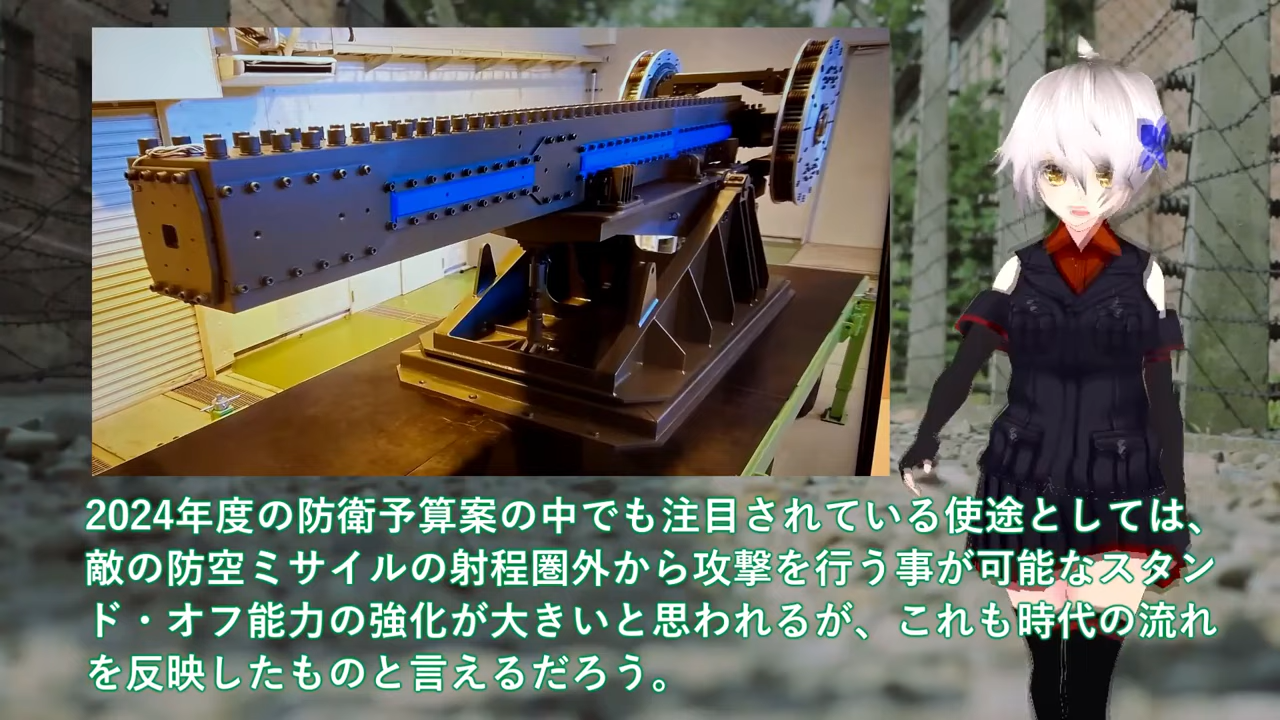 2024年度の防衛予算案の中でも注目されている使途としては、
敵の防空ミサイルの射程圏外から攻撃を行う事が可能なスタン
ド・オフ能力の強化が大きいと思われるが、これも時代の流れ
を反映したものと言えるだろう。